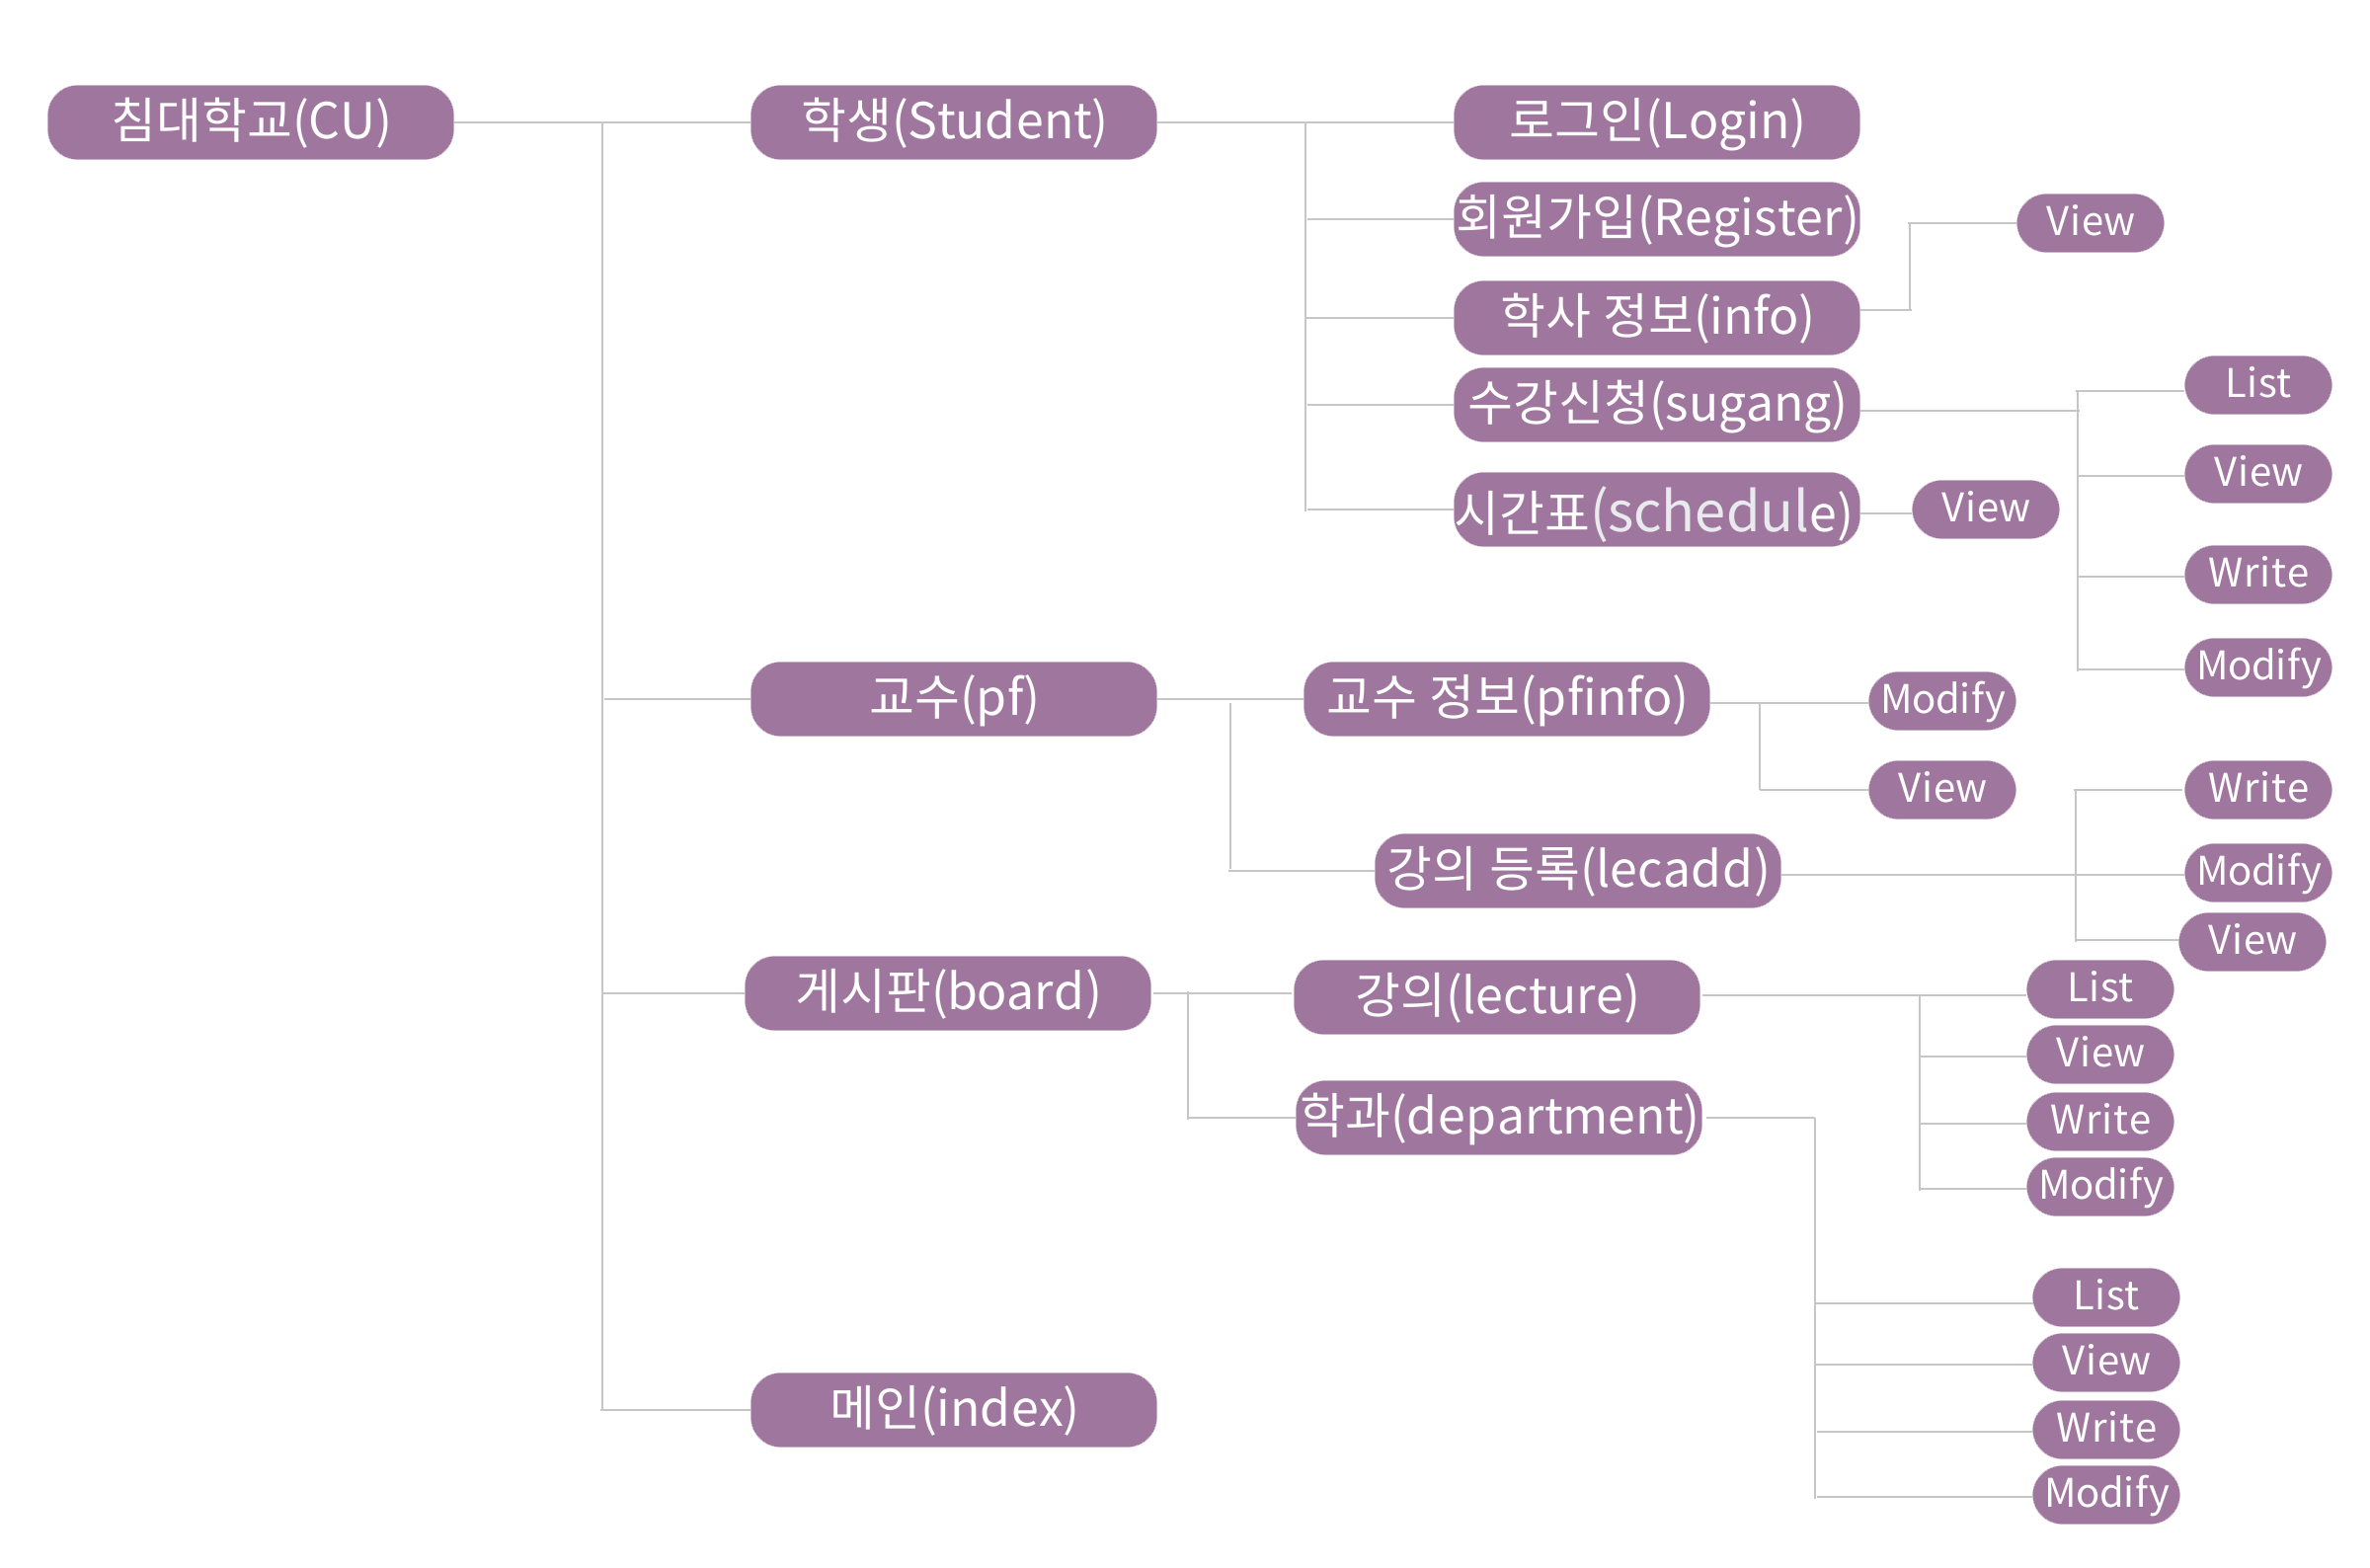 침대학교(CU)
학생(Student)
로그인(Login)
회원가입(Register)
View
학사 정보(info)
수강신청(sugang)
List
View
시간표(schedule)
View
Write
Modify
교수(pf)
교수 정보(pfinfo)
Modify
View
강의 등록(lecadd)
Write
Modify
View
게시판(board)
강의(lecture)
List
View
Write
Modify
학과(department)
List
View
Write
Modify
메인(index)